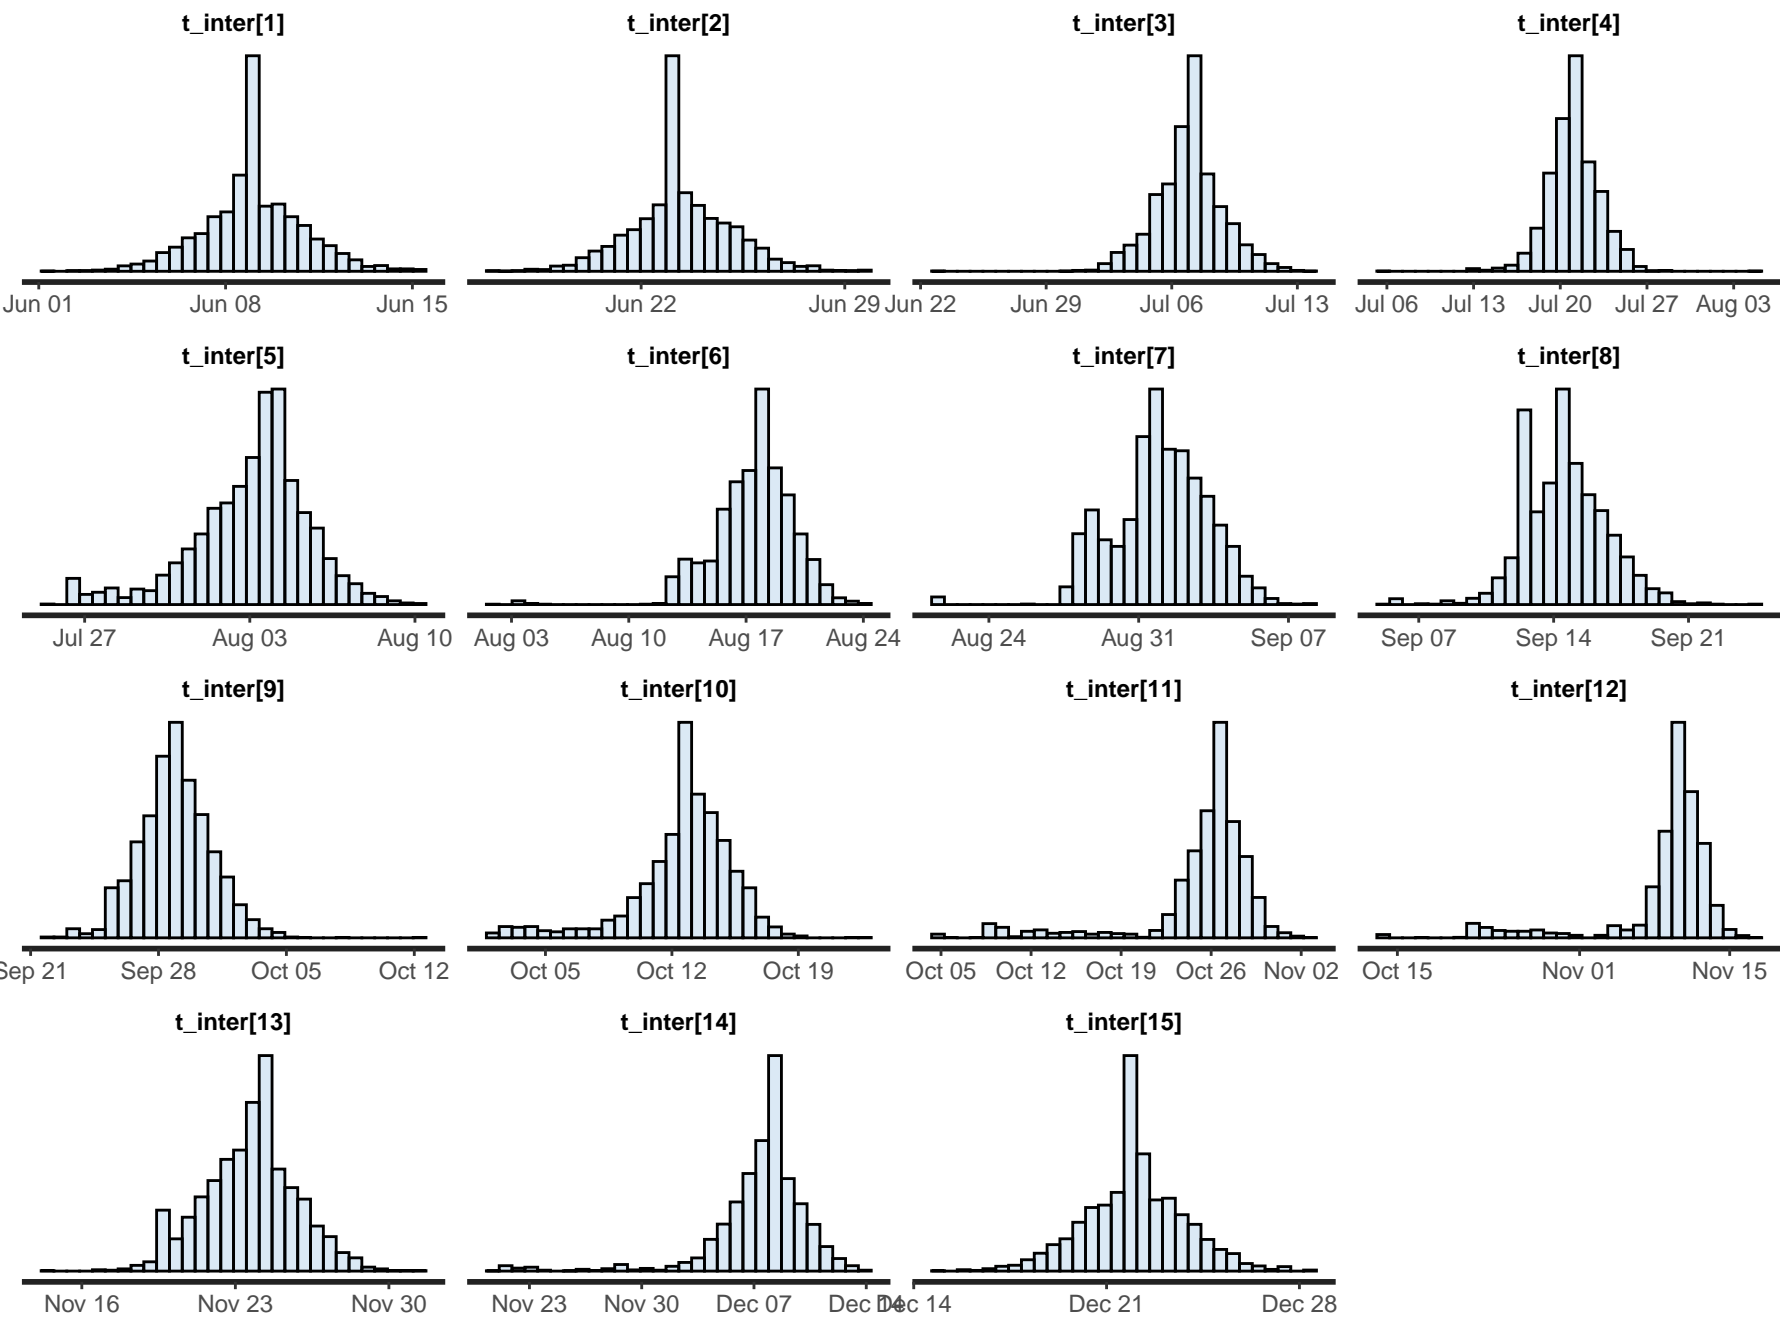 t_inter[1] t_inter[2] t_inter[3] t_inter[4]
Jun 01 Jun 08 Jun 15 Jun 22 Jun 29 Jun 22 Jun 29 Jul 06 Jul 13 Jul 06 Jul 13 Jul 20 Jul 27 Aug 03
t_inter[5] t_inter[6] t_inter[7] t_inter[8]
Jul 27 Aug 03 Aug 10 Aug 03 Aug 10 Aug 17 Aug 24 Aug 24 Aug 31 Sep 07 Sep 07 Sep 14 Sep 21
t_inter[9] t_inter[10] t_inter[11] t_inter[12]
Sep 21 Sep 28 Oct 05 Oct 12 Oct 05 Oct 12 Oct 19 Oct 05 Oct 12 Oct 19 Oct 26 Nov 02 Oct 15 Nov 01 Nov 15
t_inter[13] t_inter[14] t_inter[15]
Nov 16 Nov 23 Nov 30 Nov 23 Nov 30 Dec 07 Dec 14 Dec 14 Dec 21 Dec 28